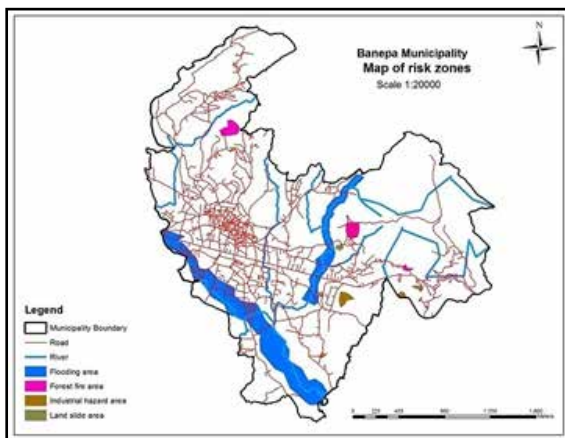 N
Banepa Municipality
Map of risk zones
Scale 1:20000
Legend
Municipality Boundary
Road
River
Flooding area
Forest fire area
Industrial hazard area
Land slide area